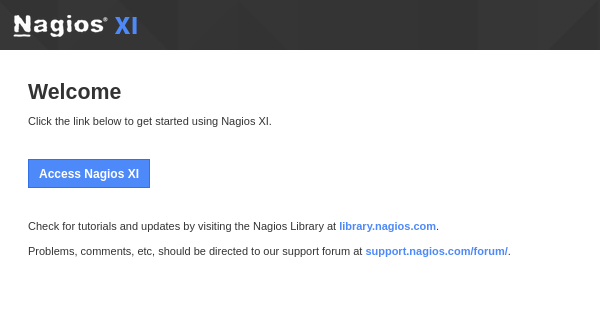 Nagios® XI
Welcome
Click the link below to get started using Nagios XI.
Access Nagios XI
Check for tutorials and updates by visiting the Nagios Library at library.nagios.com.
Problems, comments, etc, should be directed to our support forum at support.nagios.com/forum/.